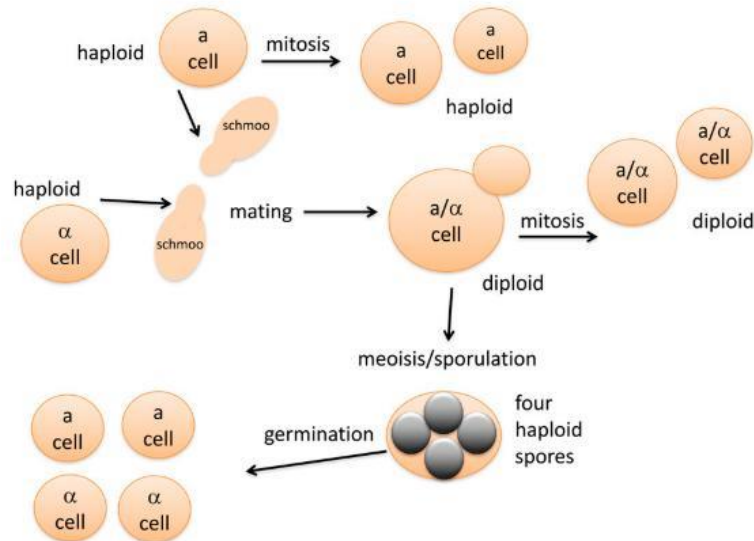 haploid
a
cell
mitosis
a
cell
a
cell
haploid
schmoo
haploid
α
cell
schmoo
mating
a/α
cell
diploid
mitosis
a/α
cell
a/α
cell
diploid
meoisis/sporulation
four
haploid
spores
germination
a
cell
a
cell
α
cell
α
cell